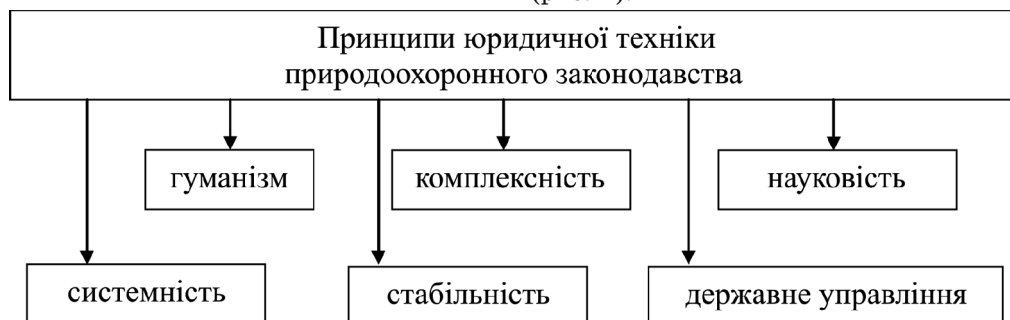 Принципи юридичної техніки
природоохоронного законодавства
гуманізм комплексність науковість
системність стабільність державне управління